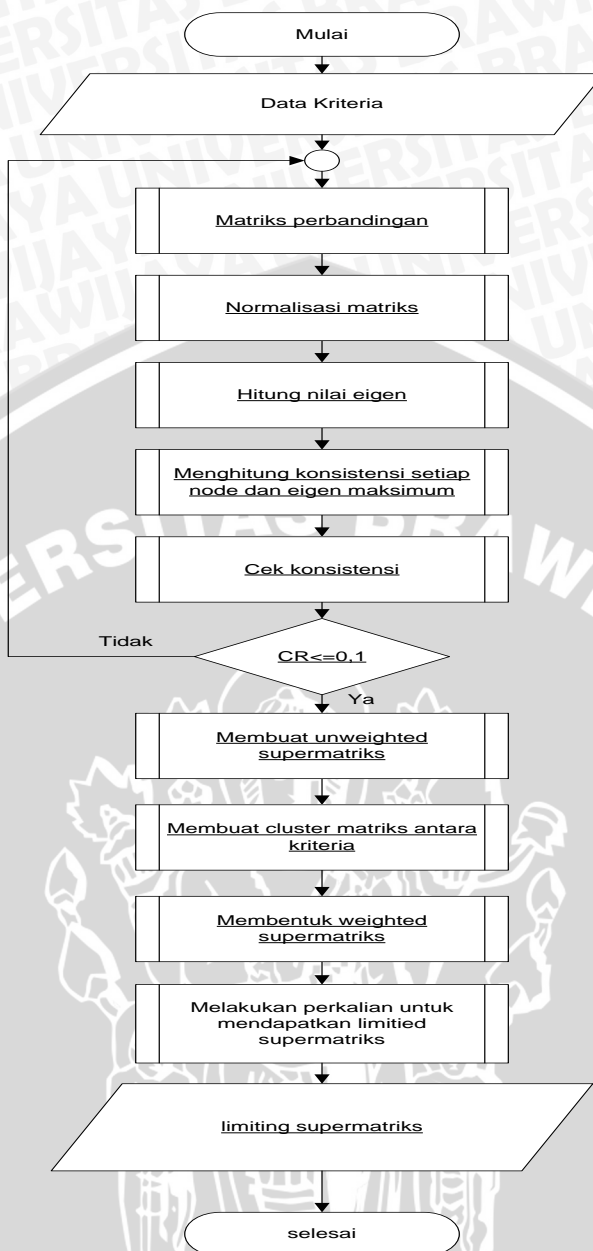 Mulai
Data Kriteria
Matriks perbandingan
Normalisasi matriks
Hitung nilai eigen
Menghitung konsistensi setiap
node dan eigen maksimum
Cek konsistensi
Tidak
CR<=0,1
Ya
Membuat unweighted
supermatriks
Membuat cluster matriks antara
kriteria
Membentuk weighted
supermatriks
Melakukan perkalian untuk
mendapatkan limitied
supermatriks
limiting supermatriks
selesai